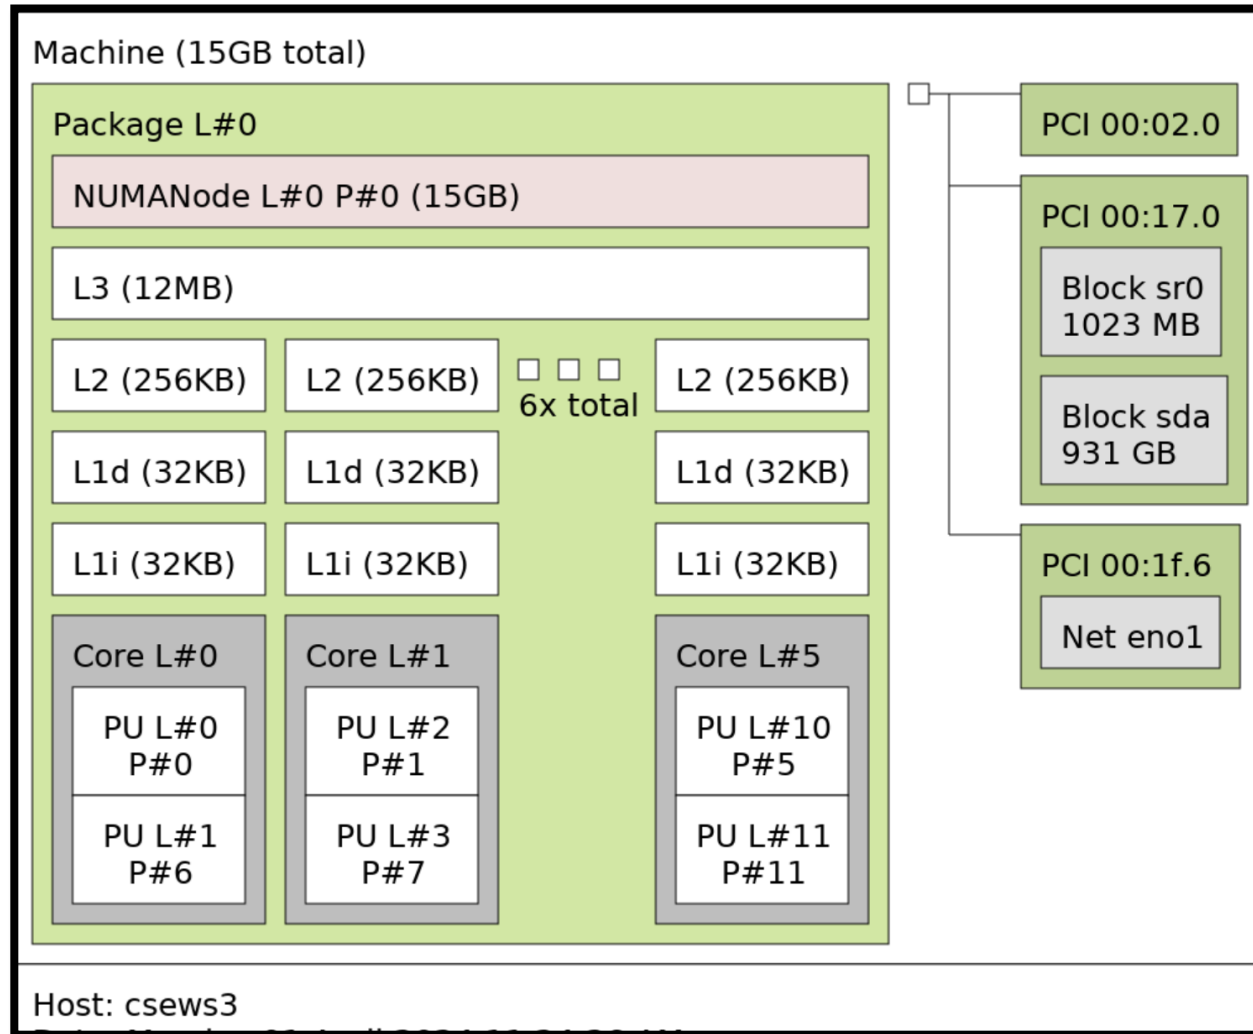 Machine (15GB total)
Package L#0
NUMANode L#0 P#0 (15GB)
L3 (12MB)
L2 (256KB)
L2 (256KB)
6x total
L2 (256KB)
L1d (32KB)
L1d (32KB)
L1d (32KB)
L1i (32KB)
L1i (32KB)
L1i (32KB)
Core L#0
Core L#1
Core L#5
PU L#0
P#0
PU L#2
P#1
PU L#10
P#5
PU L#1
P#6
PU L#3
P#7
PU L#11
P#11
PCI 00:02.0
PCI 00:17.0
Block sr0
1023 MB
Block sda
931 GB
PCI 00:1f.6
Net eno1
Host: csews3